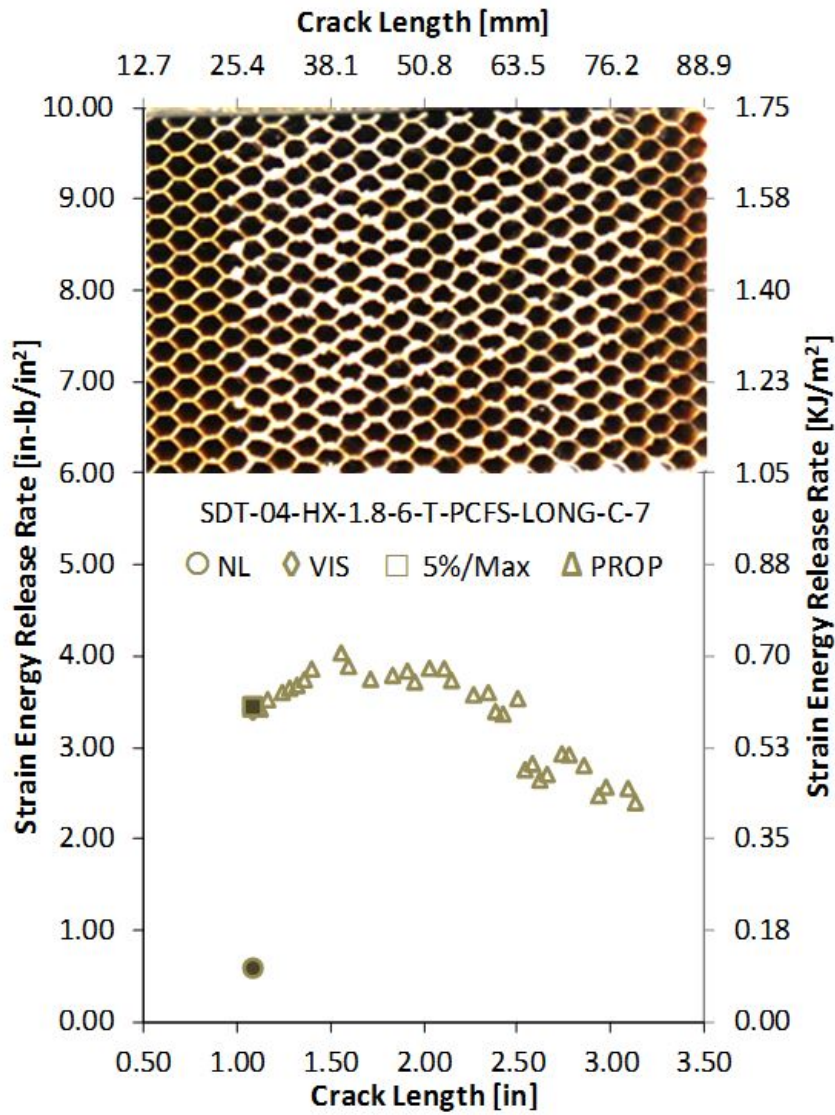 Crack Length [mm]
12.7 25.4 38.1 50.8 63.5 76.2 88.9
Strain Energy Release Rate [in-lb/in²]
10.00
9.00
8.00
7.00
6.00
5.00
4.00
3.00
2.00
1.00
0.00
SDT-04-HX-1.8-6-T-PCFS-LONG-C-7
NL VIS 5%/Max PROP
1.75
1.58
1.40
1.23
1.05
0.88
0.70
0.53
0.35
0.18
0.00
Strain Energy Release Rate [KJ/m²]
0.50 1.00 1.50 2.00 2.50 3.00 3.50
Crack Length [in]